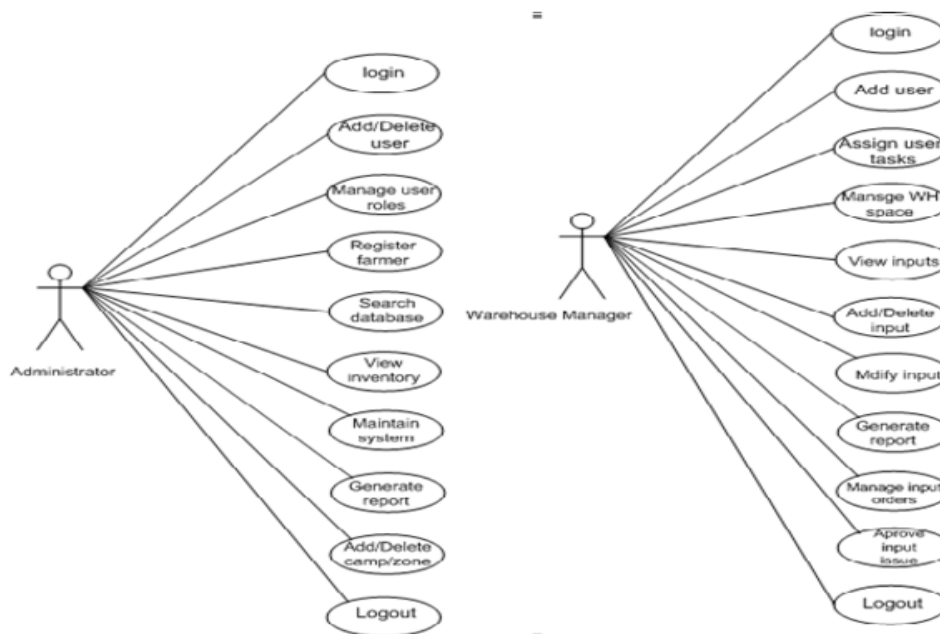 login
Add/Delete
user
Manage user
roles
Register
farmer
Search
database
View
inventory
Maintain
system
Generate
report
Add/Delete
camp/zone
Logout
Administrator
login
Add user
Assign user
tasks
Mansge WH
space
View inputs
Add/Delete
input
Mdify input
Generate
report
Manage input
orders
Aprove
input
issue
Logout
Warehouse Manager